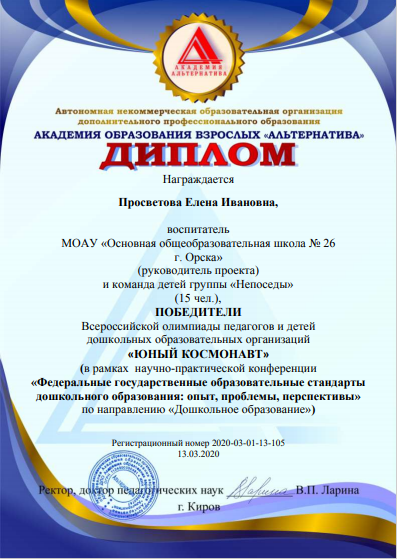 АКАДЕМИЯ
АЛЬТЕРНАТИВА
Автономная некоммерческая образовательная организация
дополнительного профессионального образования
АКАДЕМИЯ ОБРАЗОВАНИЯ ВЗРОСЛЫХ «АЛЬТЕРНАТИВА»
ДИПЛОМ
Награждается
Просветова Елена Ивановна,
воспитатель
МОАУ «Основная общеобразовательная школа № 26
г. Орска»
(руководитель проекта)
и команда детей группы «Непоседы»
(15 чел.),
ПОБЕДИТЕЛИ
Всероссийской олимпиады педагогов и детей
дошкольных образовательных организаций
«ЮНЫЙ КОСМОНАВТ»
(в рамках научно-практической конференции
«Федеральные государственные образовательные стандарты
дошкольного образования: опыт, проблемы, перспективы»
по направлению «Дошкольное образование»)
Регистрационный номер 2020-03-01-13-105
13.03.2020
Ректор, доктор педагогических наук В.П. Ларина
г. Киров